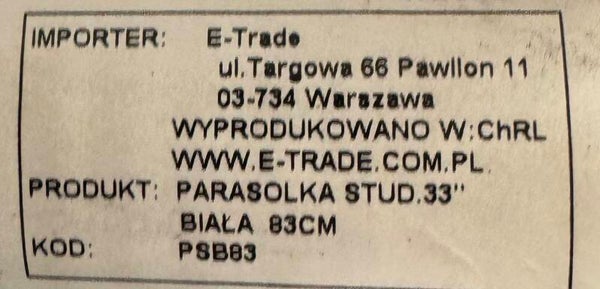 IMPORTER: E-Trade
ul.Targowa 66 Pawilon 11
03-734 Warszawa
WYPRODUKOWANO W:ChRL
WWW.E-TRADE.COM.PL.
PRODUKT: PARASOLKA STUD.33"
BIAŁA 83CM
KOD: PSB83